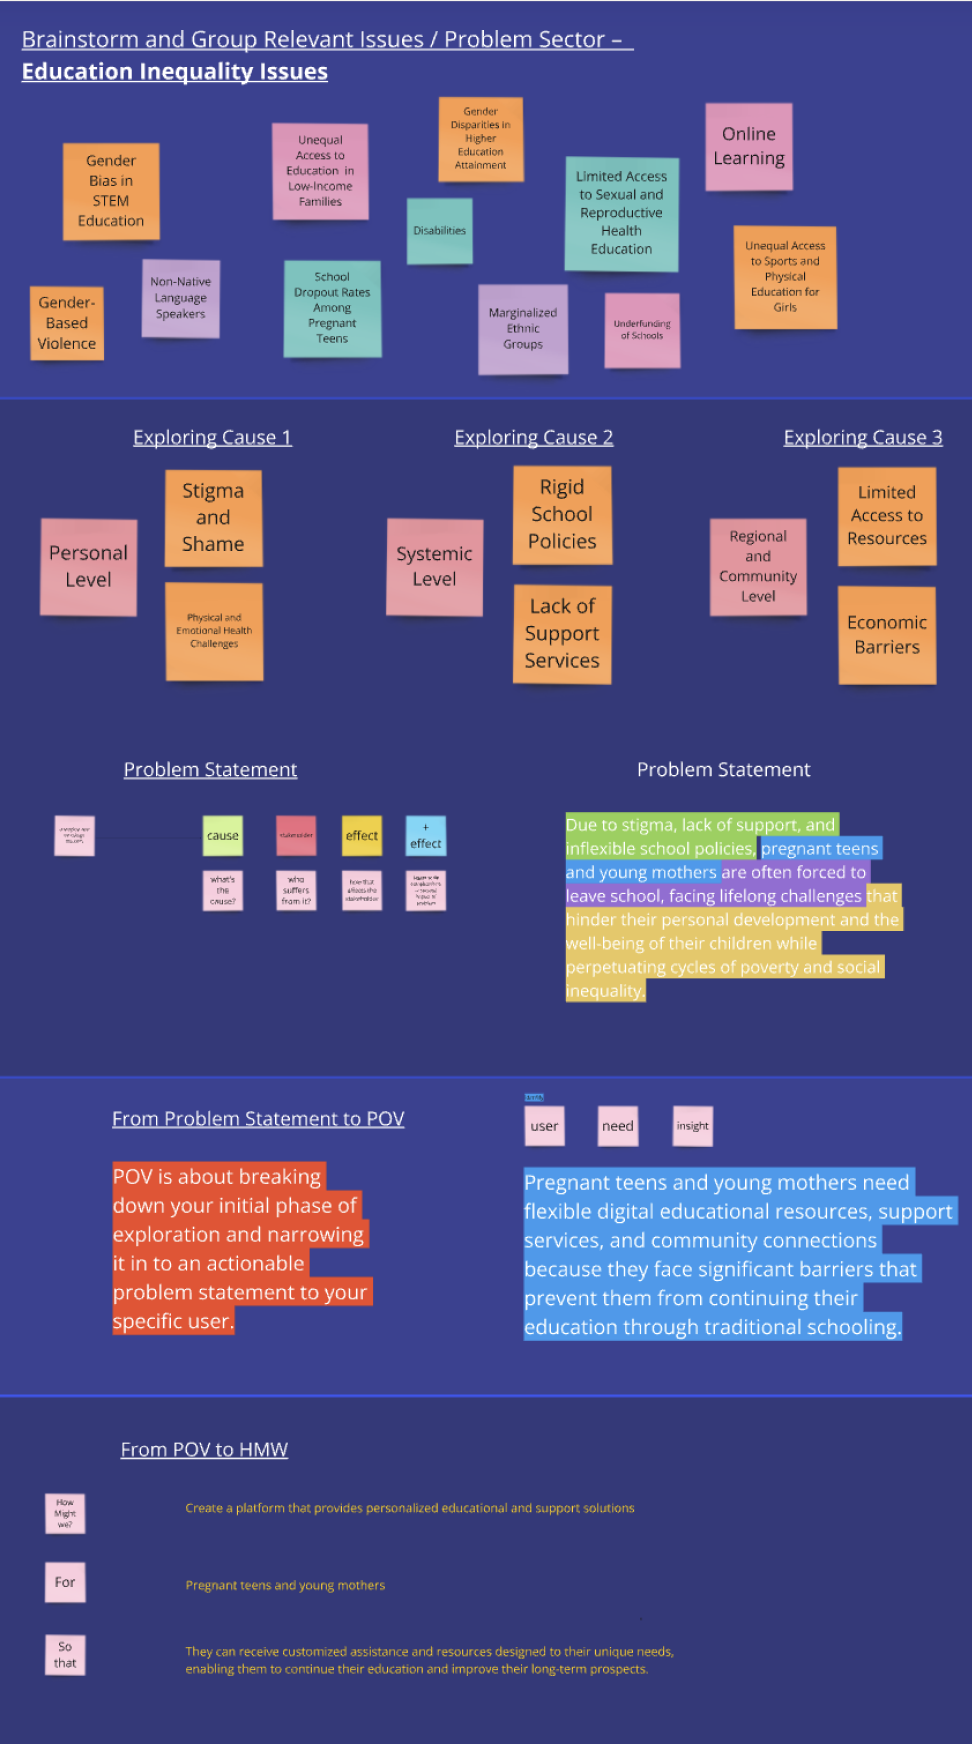 Brainstorm and Group Relevant Issues / Problem Sector –
Education Inequality Issues
Gender
Bias in
STEM
Education
Unequal
Access to
Education in
Low-Income
Families
Gender
Disparities in
Higher
Education
Attainment
Online
Learning
Limited Access
to Sexual and
Reproductive
Health
Education
Disabilities
Unequal Access
to Sports and
Physical
Education for
Girls
Gender-
Based
Violence
Non-Native
Language
Speakers
School
Dropout Rates
Among
Pregnant
Teens
Marginalized
Ethnic
Groups
Underfunding
of Schools
Exploring Cause 1
Personal
Level
Stigma
and
Shame
Physical and
Emotional Health
Challenges
Exploring Cause 2
Systemic
Level
Rigid
School
Policies
Lack of
Support
Services
Exploring Cause 3
Regional
and
Community
Level
Limited
Access to
Resources
Economic
Barriers
Problem Statement
cause
stakeholder
effect
+
effect
what's
the
cause?
who
suffers
from it?
how that
affects the
stakeholder
Problem Statement
Due to stigma, lack of support, and
inflexible school policies, pregnant teens
and young mothers are often forced to
leave school, facing lifelong challenges that
hinder their personal development and the
well-being of their children while
perpetuating cycles of poverty and social
inequality.
From Problem Statement to POV
POV is about breaking
down your initial phase of
exploration and narrowing
it in to an actionable
problem statement to your
specific user.
user
need
insight
Pregnant teens and young mothers need
flexible digital educational resources, support
services, and community connections
because they face significant barriers that
prevent them from continuing their
education through traditional schooling.
From POV to HMW
How
Might
we?
Create a platform that provides personalized educational and support solutions
For
Pregnant teens and young mothers
So
that
They can receive customized assistance and resources designed to their unique needs,
enabling them to continue their education and improve their long-term prospects.